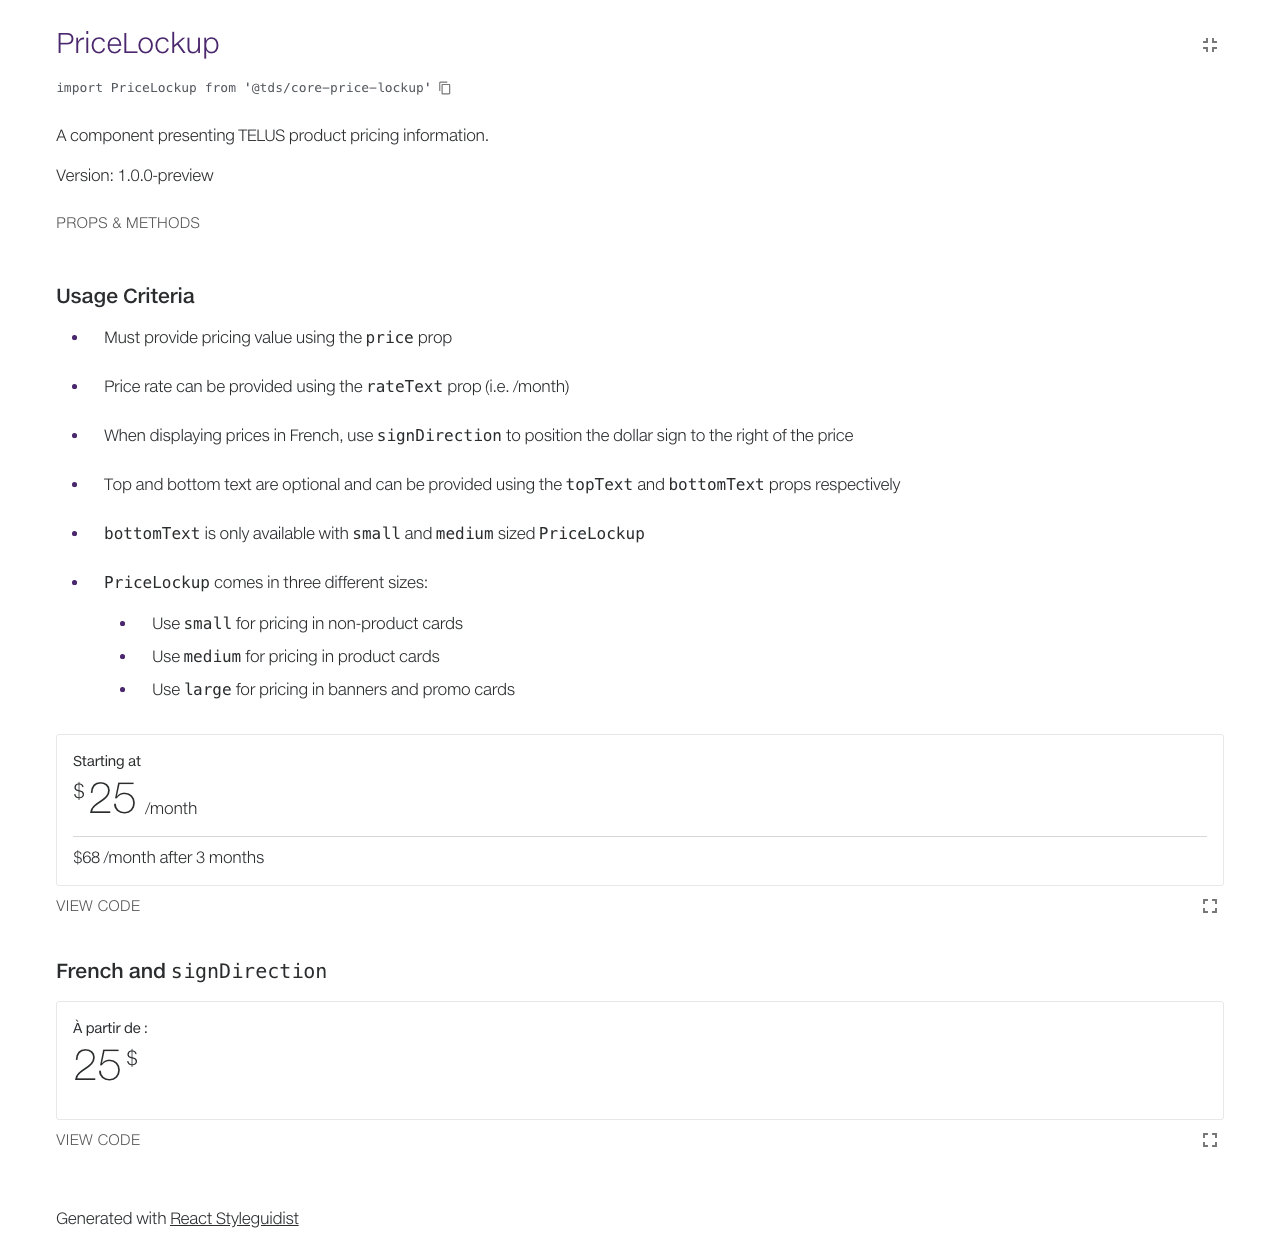 PriceLockup
import PriceLockup from '@tds/core-price-lockup'
A component presenting TELUS product pricing information.
Version: 1.0.0-preview
PROPS & METHODS
Usage Criteria
• Must provide pricing value using the price prop
• Price rate can be provided using the rateText prop (i.e. /month)
• When displaying prices in French, use signDirection to position the dollar sign to the right of the price
• Top and bottom text are optional and can be provided using the topText and bottomText props respectively
• bottomText is only available with small and medium sized PriceLockup
• PriceLockup comes in three different sizes:
• Use small for pricing in non-product cards
• Use medium for pricing in product cards
• Use large for pricing in banners and promo cards
Starting at
$25 /month
$68 /month after 3 months
VIEW CODE
French and signDirection
À partir de :
25 $
VIEW CODE
Generated with React Styleguidist